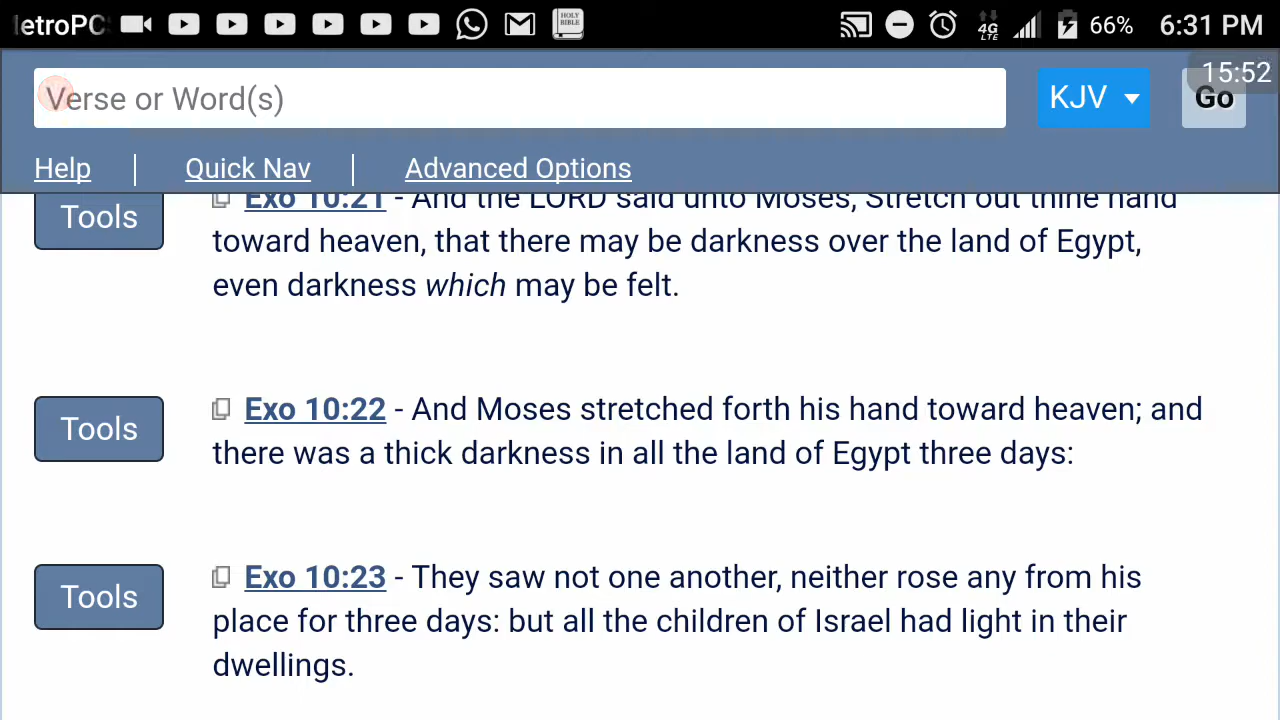 letroPC 66% 6:31 PM
HOLY BIBLE
4G LTE
15:52
Verse or Word(s) KJV Go
Help | Quick Nav | Advanced Options
Tools Exo 10:21 - And the LORD said unto Moses, Stretch out thine hand
toward heaven, that there may be darkness over the land of Egypt,
even darkness which may be felt.
Tools Exo 10:22 - And Moses stretched forth his hand toward heaven; and
there was a thick darkness in all the land of Egypt three days:
Tools Exo 10:23 - They saw not one another, neither rose any from his
place for three days: but all the children of Israel had light in their
dwellings.